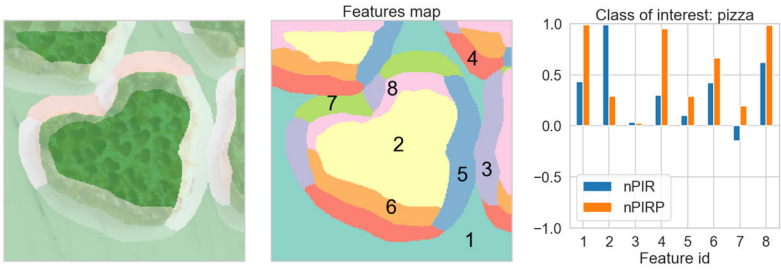 Features map
7
8
4
2
3
5
6
1
Class of interest: pizza
1.0
0.5
0.0
−0.5
−1.0
nPIR
nPIRP
1 2 3 4 5 6 7 8
Feature id